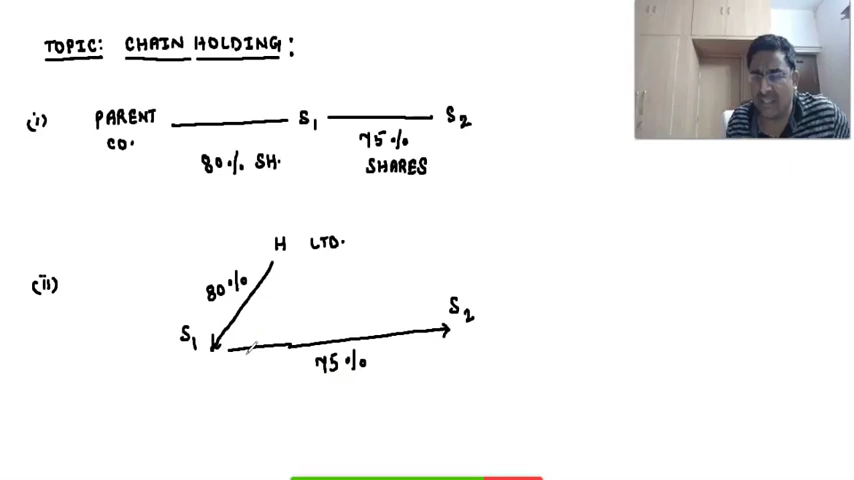 TOPIC: CHAIN HOLDING:
(i) PARENT CO. S1 S2
80% SH.
75% SHARES
(ii) H LTD.
80%
S1 S2
75%